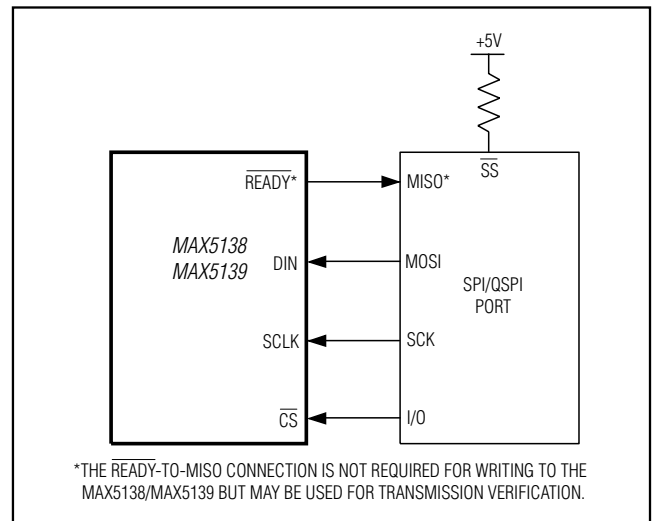 +5V
SS
READY* MISO*
MAX5138
MAX5139
DIN MOSI
SPI/QSPI
PORT
SCLK SCK
CS I/O
*THE READY-TO-MISO CONNECTION IS NOT REQUIRED FOR WRITING TO THE
MAX5138/MAX5139 BUT MAY BE USED FOR TRANSMISSION VERIFICATION.